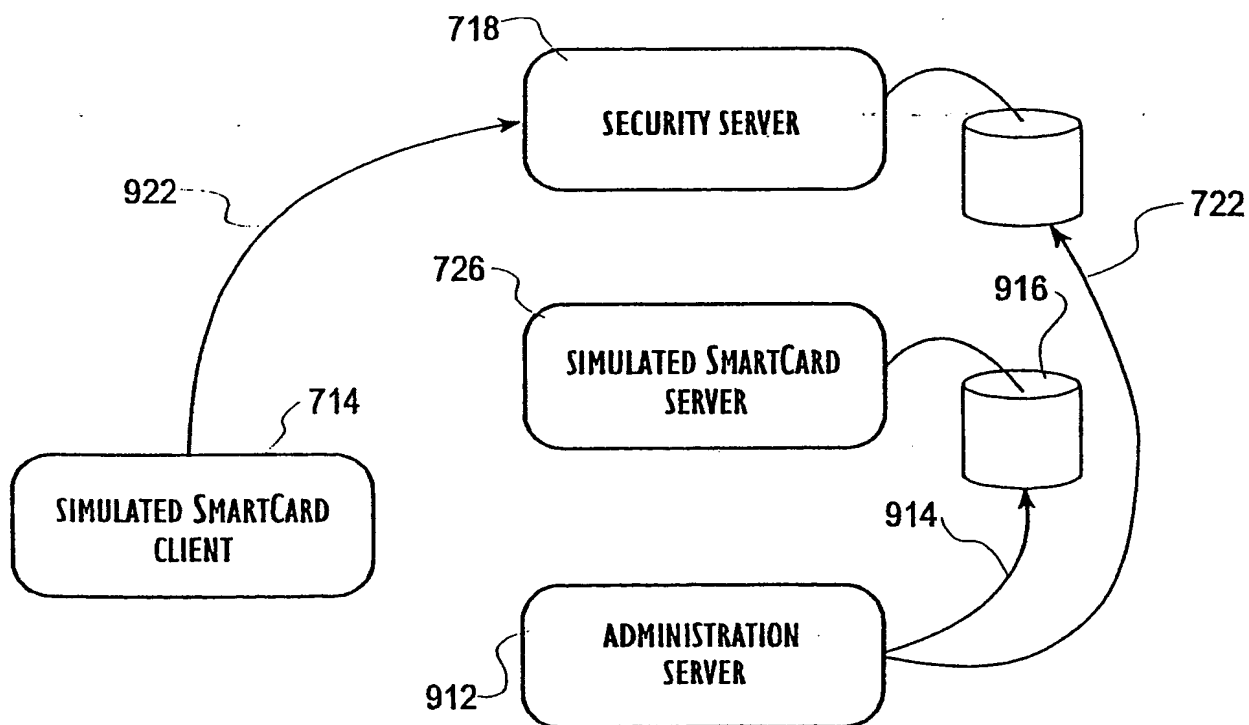 718
SECURITY SERVER
922
722
726
916
SIMULATED SMARTCARD
SERVER
714
SIMULATED SMARTCARD
CLIENT
914
ADMINISTRATION
SERVER
912